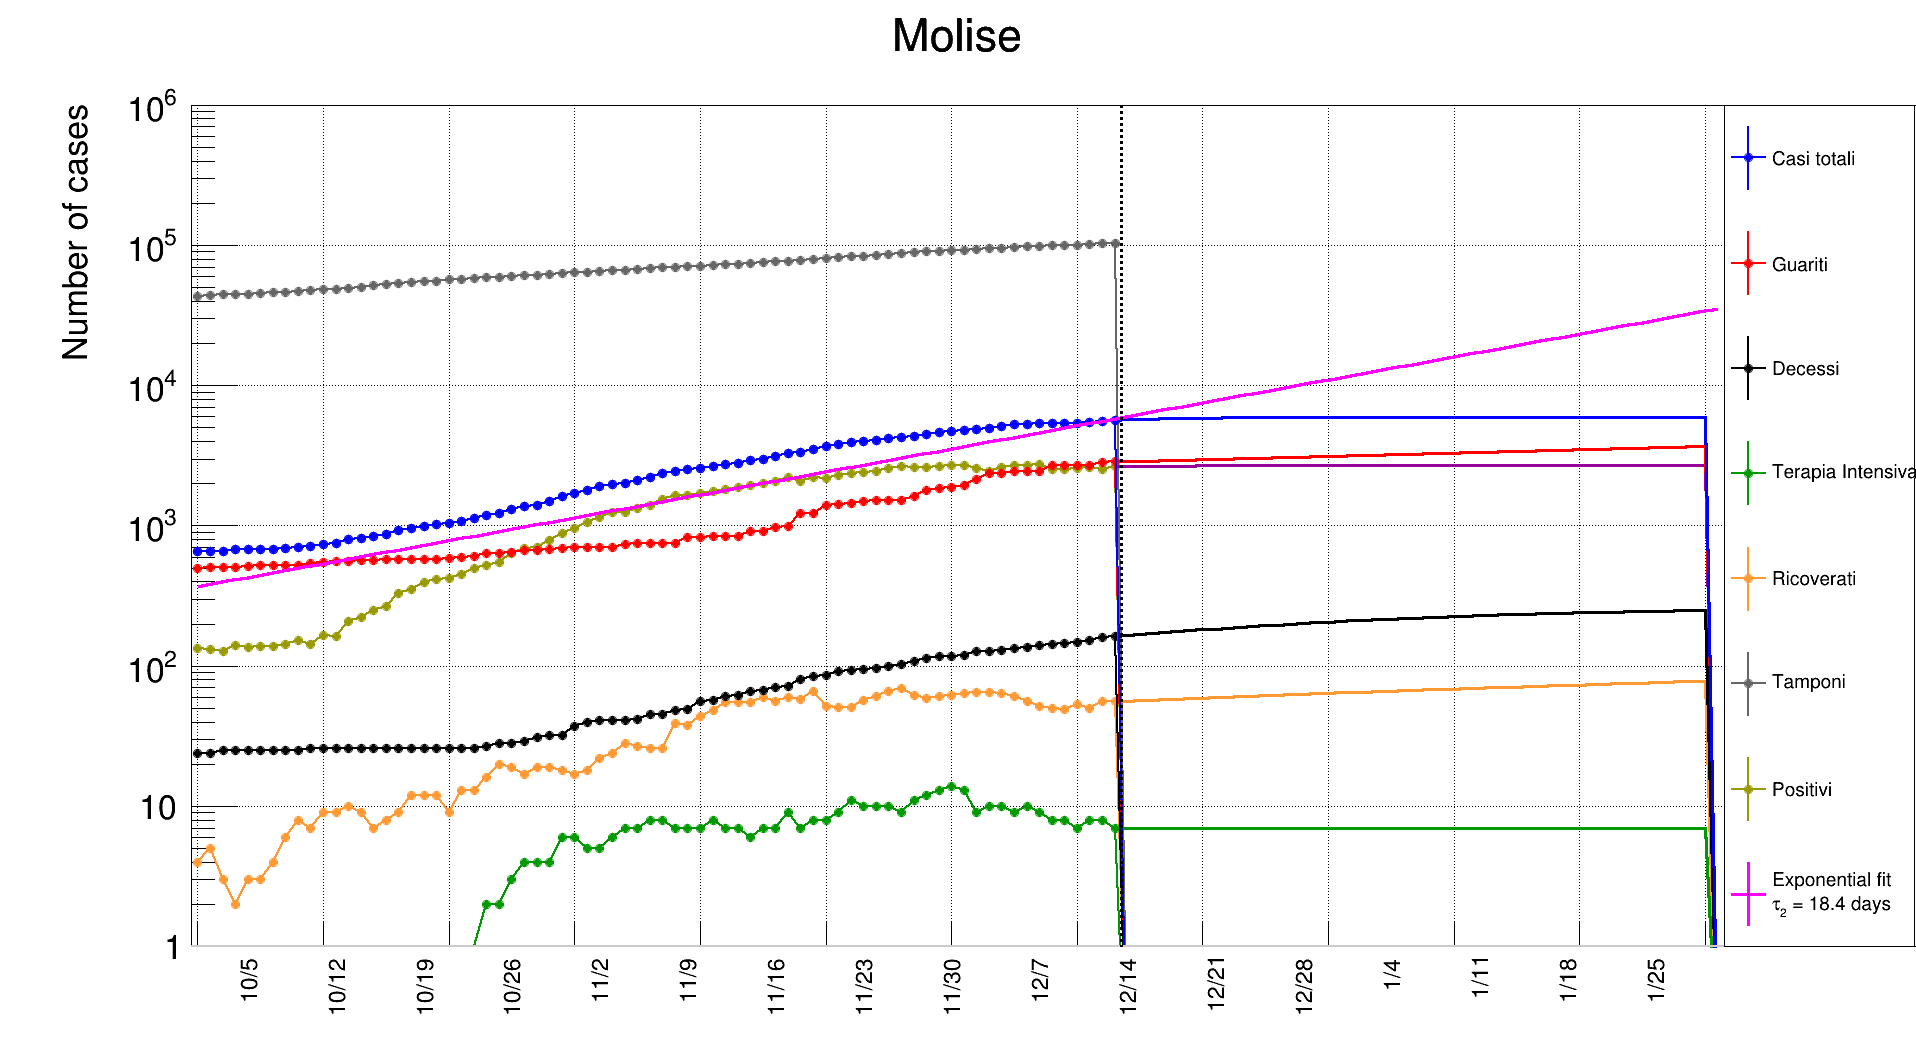 Molise
Number of cases
10^6
10^5
10^4
10^3
10^2
10
1
10/5
10/12
10/19
10/26
11/2
11/9
11/16
11/23
11/30
12/7
12/14
12/21
12/28
1/4
1/11
1/18
1/25
Casi totali
Guariti
Decessi
Terapia Intensiva
Ricoverati
Tamponi
Positivi
Exponential fit
τ_2 = 18.4 days